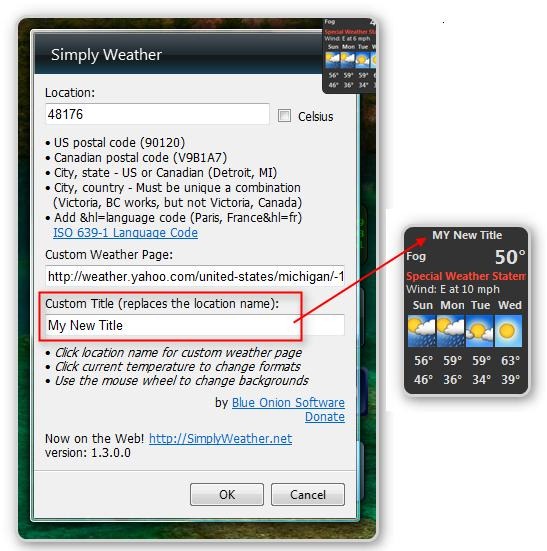 Simply Weather
Fog 4
Special Weather Statem
Wind: E at 6 mph
Sun Mon Tue Wed
56° 59° 59° 6
46° 36° 34° 3
Location:
48176
Celsius
• US postal code (90120)
• Canadian postal code (V9B1A7)
• City, state - US or Canadian (Detroit, MI)
• City, country - Must be unique a combination
(Victoria, BC works, but not Victoria, Canada)
• Add &hl=language code (Paris, France&hl=fr)
ISO 639-1 Language Code
Custom Weather Page:
http://weather.yahoo.com/united-states/michigan/-1
Custom Title (replaces the location name):
My New Title
• Click location name for custom weather page
• Click current temperature to change formats
• Use the mouse wheel to change backgrounds
by Blue Onion Software
Donate
Now on the Web! http://SimplyWeather.net
version: 1.3.0.0
OK Cancel
MY New Title
Fog 50°
Special Weather Statem
Wind: E at 10 mph
Sun Mon Tue Wed
56° 59° 59° 63°
46° 36° 34° 39°